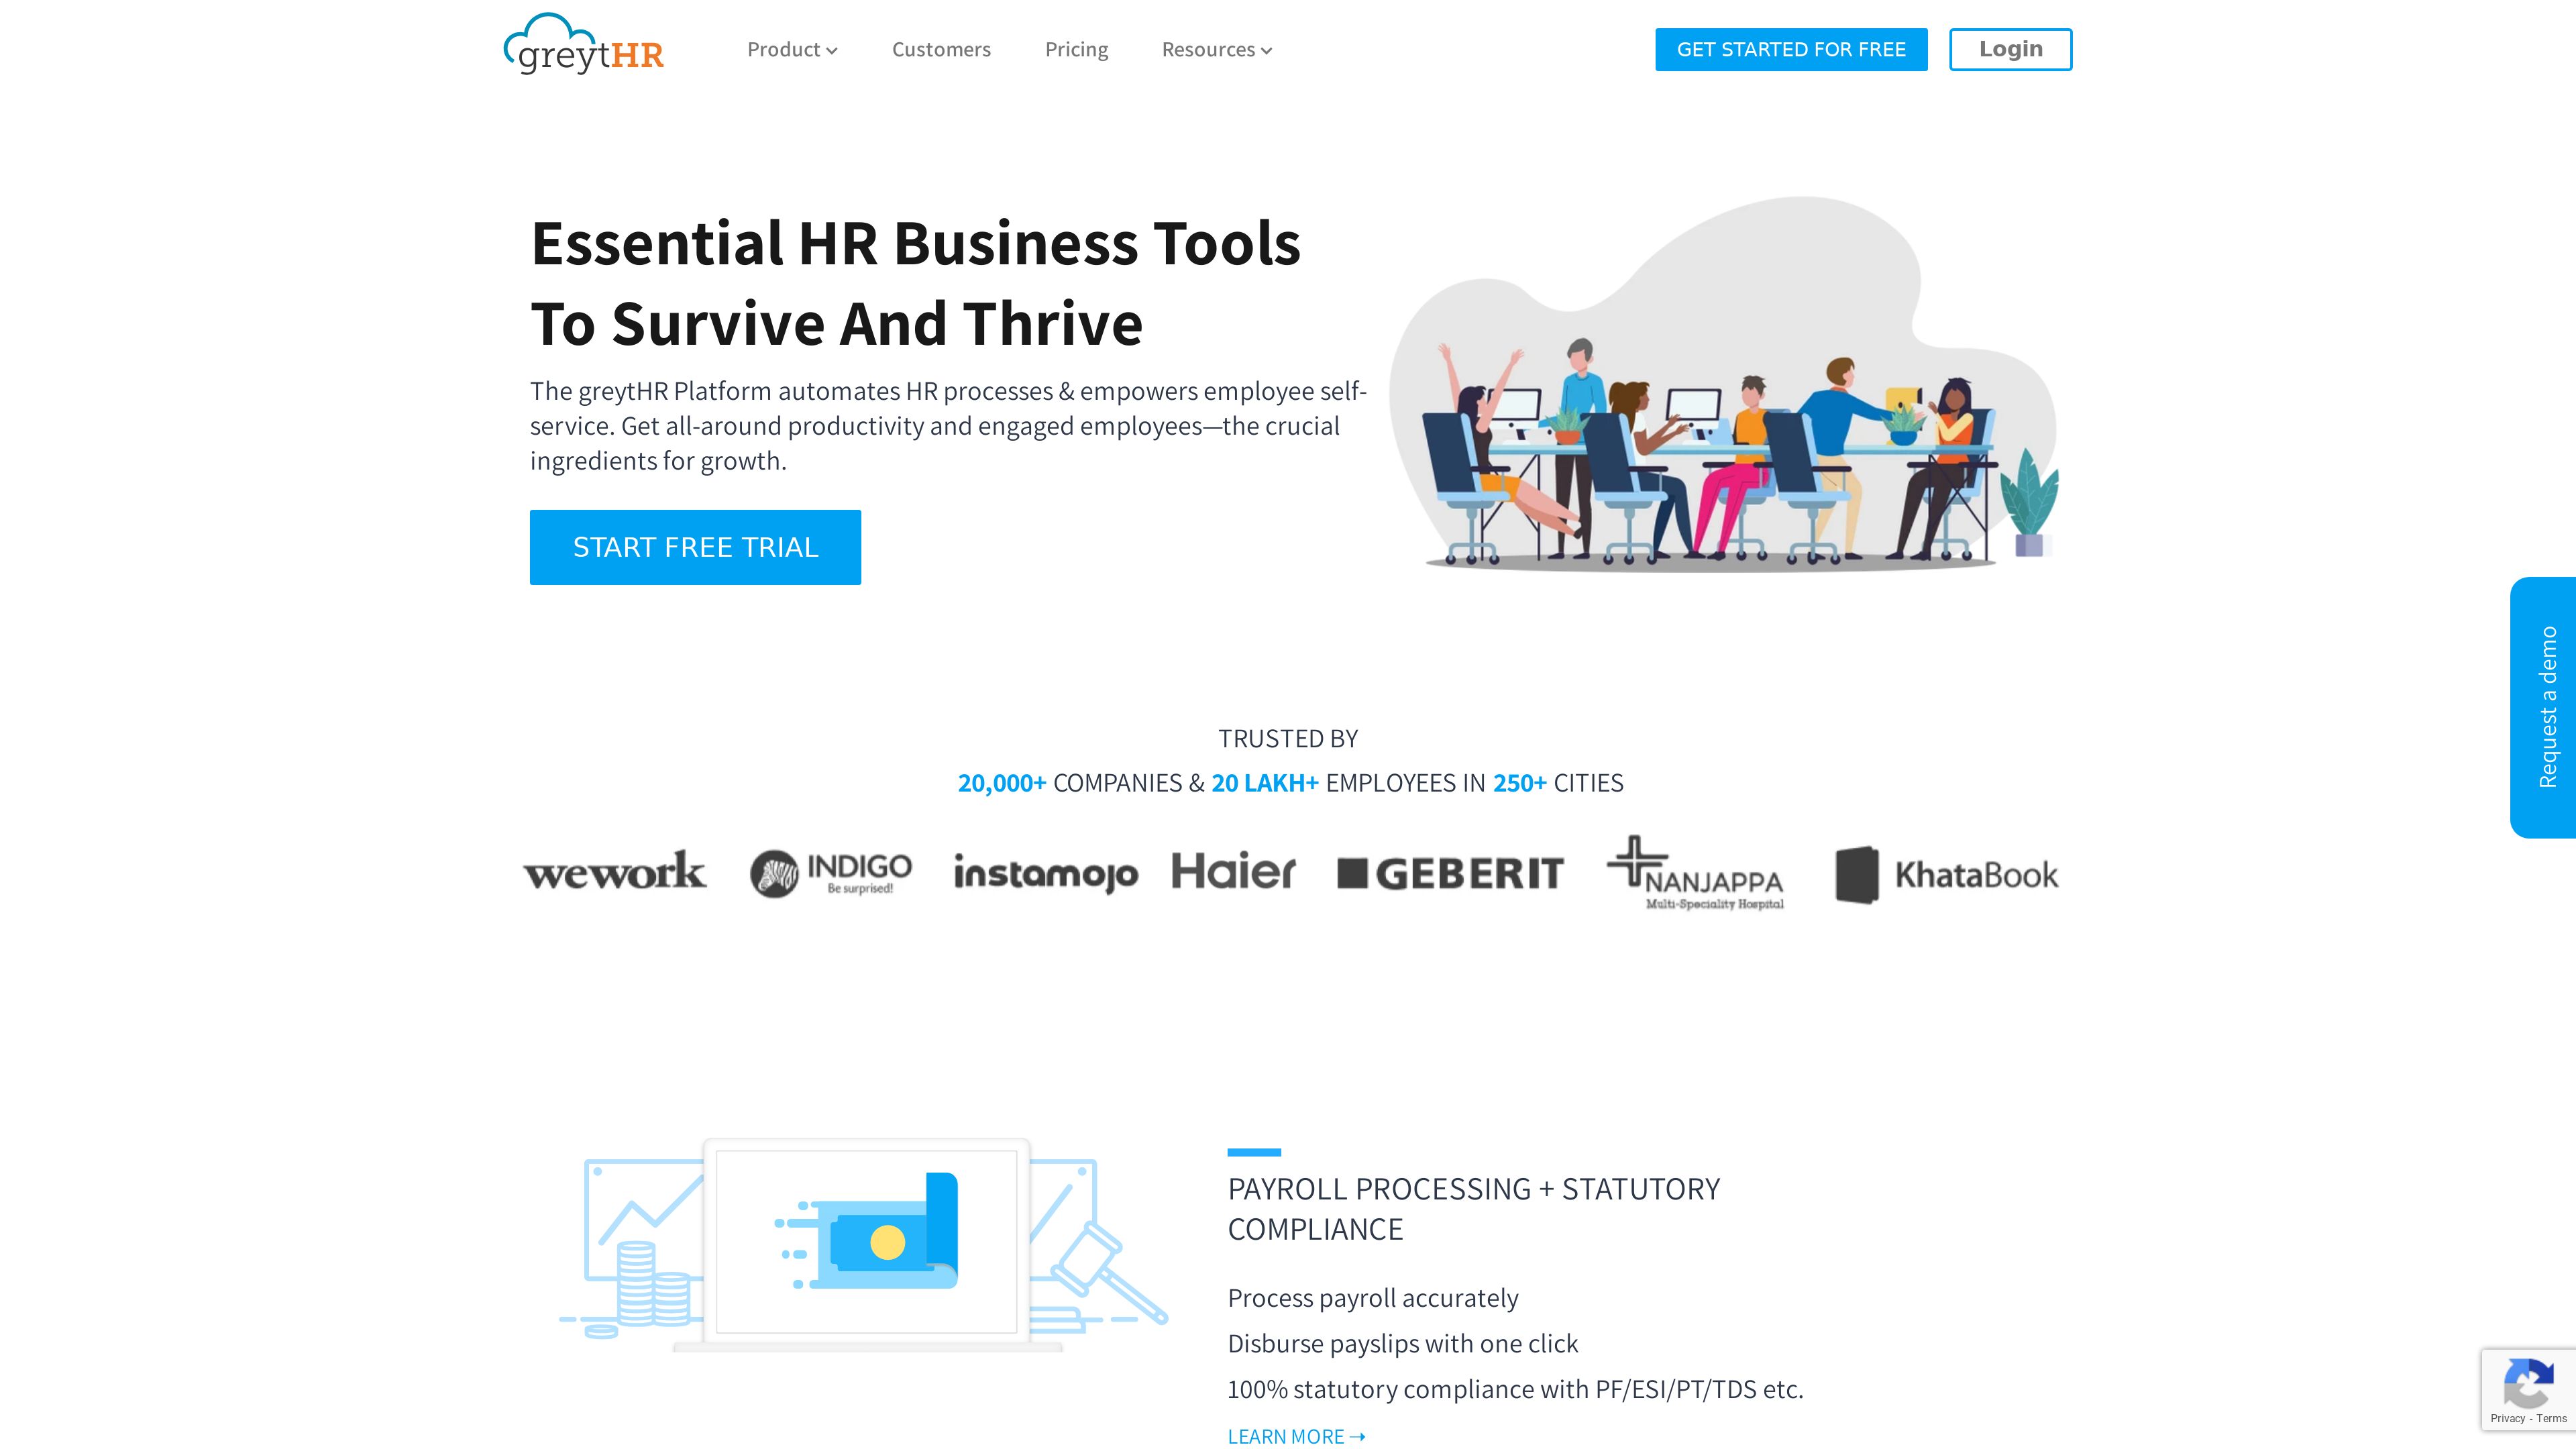 greytHR
Product
Customers
Pricing
Resources
GET STARTED FOR FREE
Login
Essential HR Business Tools
To Survive And Thrive
The greytHR Platform automates HR processes & empowers employee self-
service. Get all-around productivity and engaged employees—the crucial
ingredients for growth.
START FREE TRIAL
Request a demo
TRUSTED BY
20,000+ COMPANIES & 20 LAKH+ EMPLOYEES IN 250+ CITIES
wework
INDIGO
Be surprised!
instamojo
Haier
GEBERIT
NANJAPPA
Multi-Speciality Hospital
KhataBook
PAYROLL PROCESSING + STATUTORY
COMPLIANCE
Process payroll accurately
Disburse payslips with one click
100% statutory compliance with PF/ESI/PT/TDS etc.
LEARN MORE ➝
Privacy - Terms